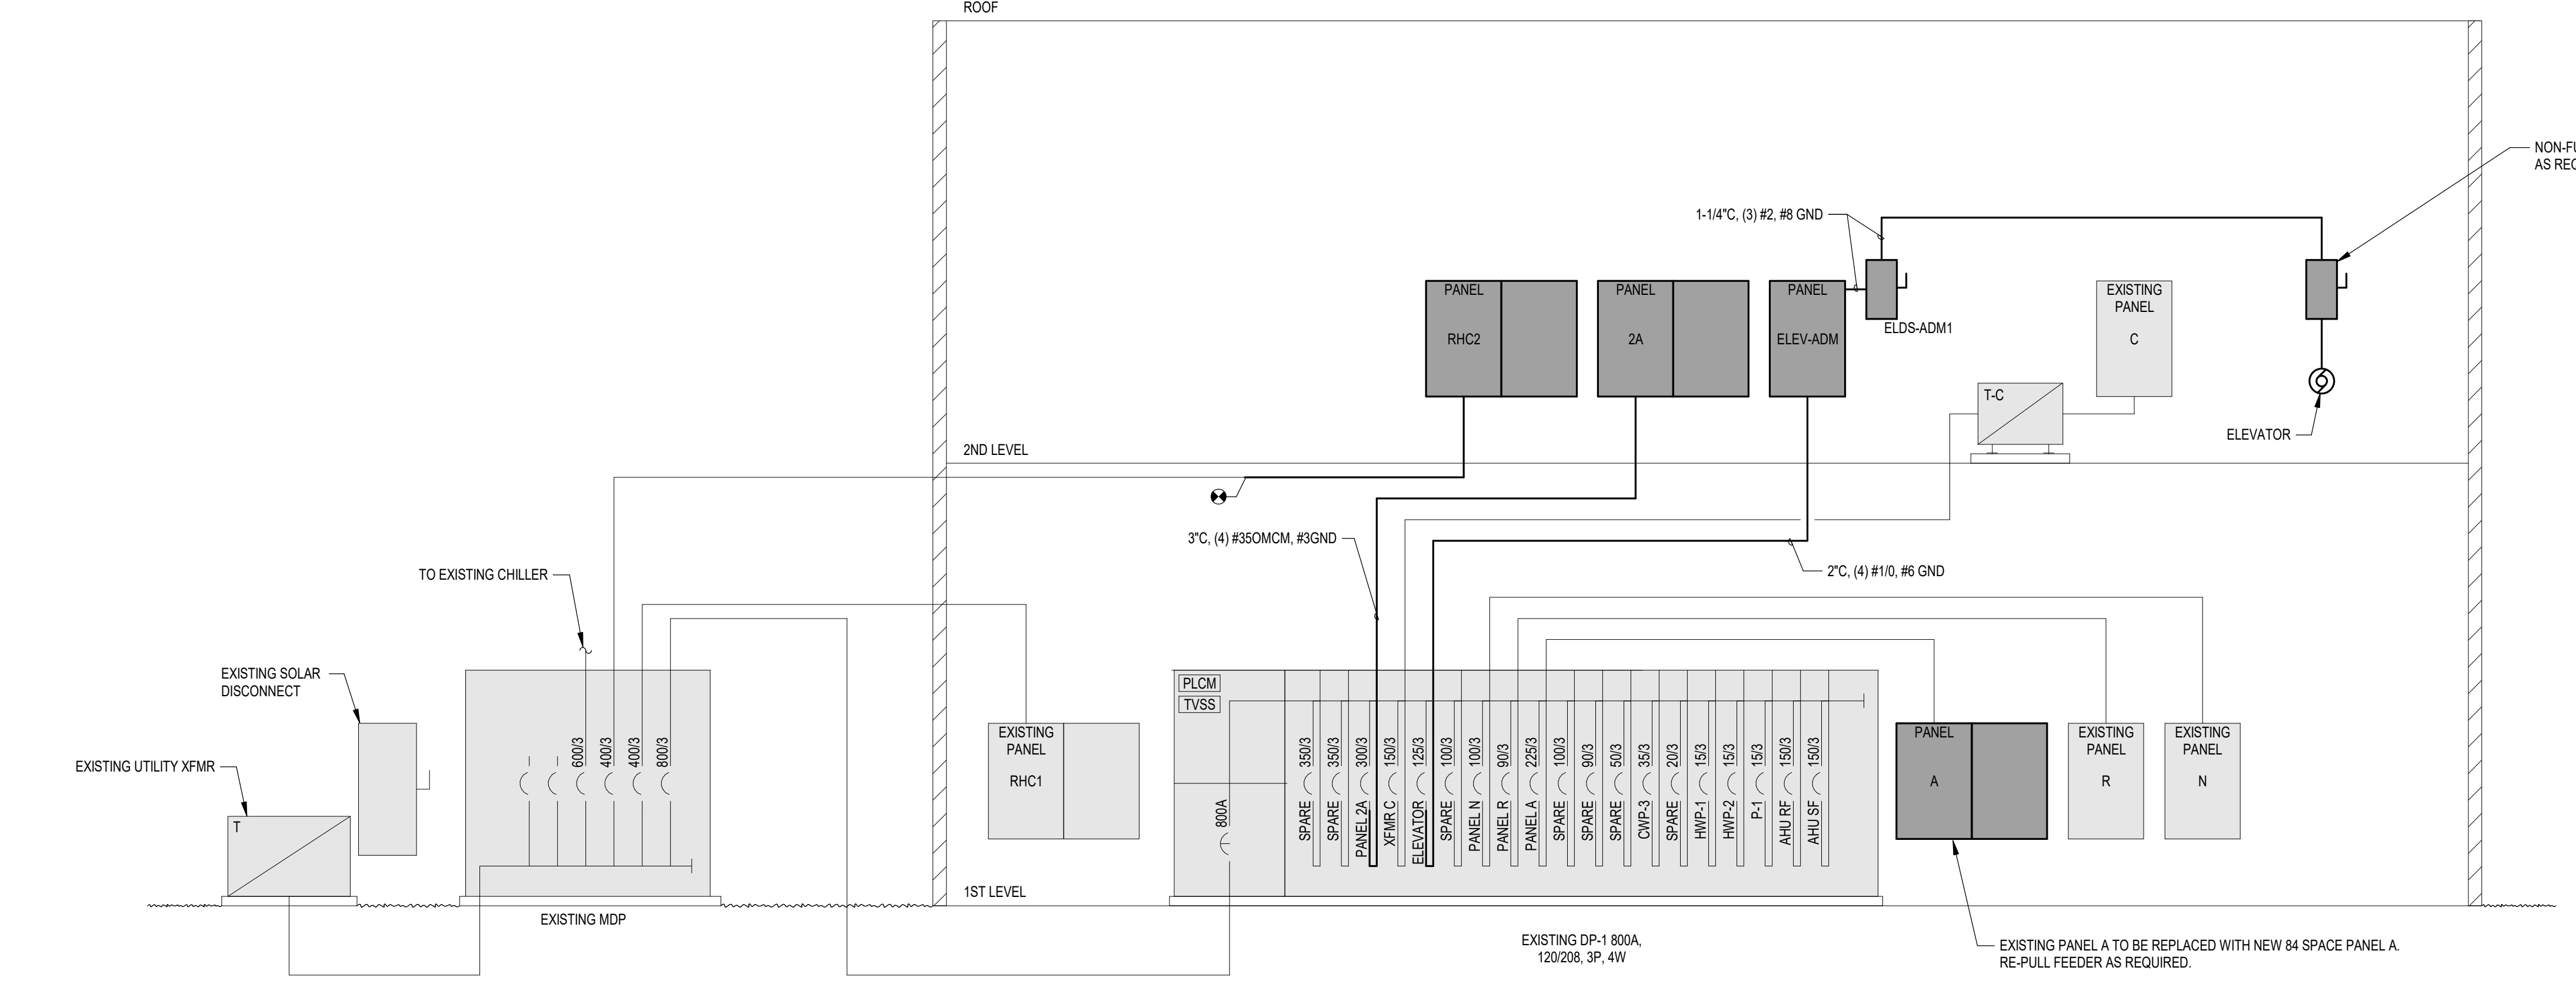 ROOF
NON-FU
AS REQ
1-1/4"C, (3) #2, #8 GND
PANEL
RHC2
PANEL
2A
PANEL
ELEV-ADM
ELDS-ADM1
EXISTING
PANEL
C
T-C
ELEVATOR
2ND LEVEL
3"C, (4) #35OMCM, #3GND
2"C, (4) #1/0, #6 GND
TO EXISTING CHILLER
EXISTING SOLAR
DISCONNECT
EXISTING UTILITY XFMR
T
600/3
400/3
400/3
800/3
EXISTING MDP
EXISTING
PANEL
RHC1
PLCM
TVSS
800A
SPARE 350/3
SPARE 350/3
PANEL 2A 300/3
XFMR C 150/3
ELEVATOR 125/3
SPARE 100/3
PANEL N 100/3
PANEL R 90/3
PANEL A 225/3
SPARE 100/3
SPARE 90/3
SPARE 50/3
CWP-3 35/3
SPARE 20/3
HWP-1 15/3
HWP-2 15/3
P-1 15/3
AHU RF 150/3
AHU SF 150/3
PANEL
A
EXISTING
PANEL
R
EXISTING
PANEL
N
1ST LEVEL
EXISTING DP-1 800A,
120/208, 3P, 4W
EXISTING PANEL A TO BE REPLACED WITH NEW 84 SPACE PANEL A.
RE-PULL FEEDER AS REQUIRED.